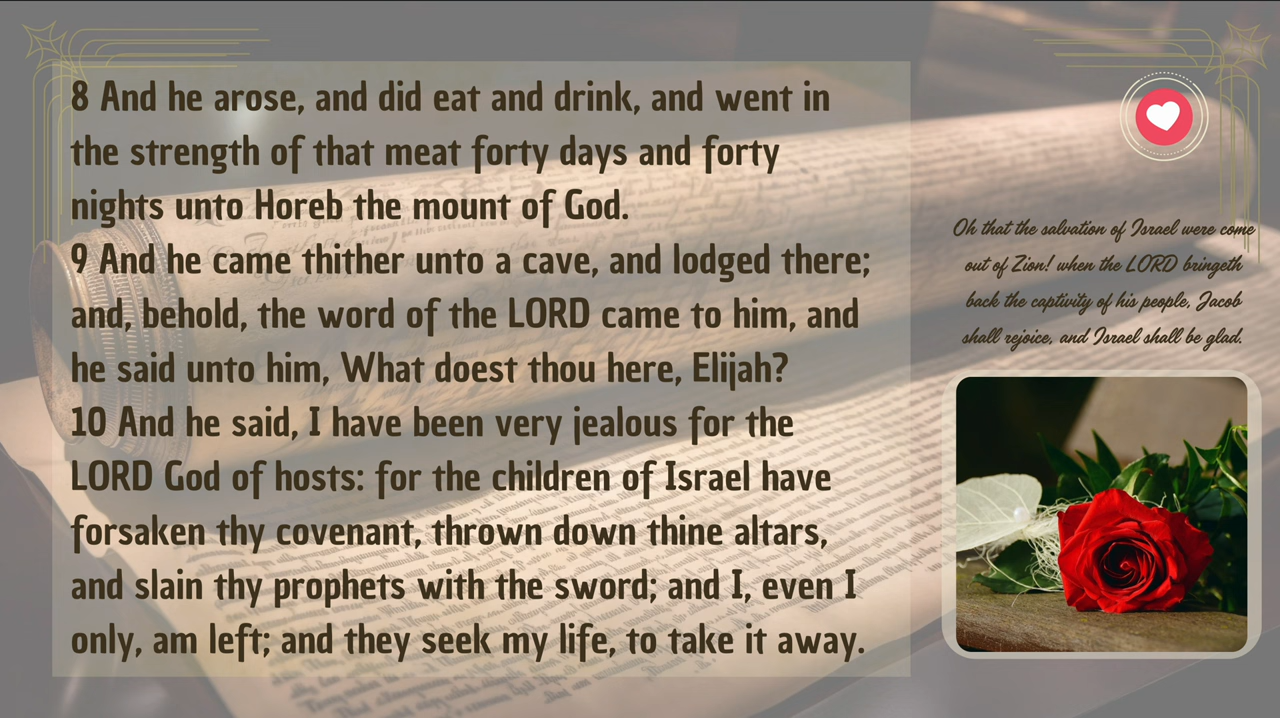 8 And he arose, and did eat and drink, and went in
the strength of that meat forty days and forty
nights unto Horeb the mount of God.
9 And he came thither unto a cave, and lodged there;
and, behold, the word of the LORD came to him, and
he said unto him, What doest thou here, Elijah?
10 And he said, I have been very jealous for the
LORD God of hosts: for the children of Israel have
forsaken thy covenant, thrown down thine altars,
and slain thy prophets with the sword; and I, even I
only, am left; and they seek my life, to take it away.
Oh that the salvation of Israel were come
out of Zion! when the LORD bringeth
back the captivity of his people, Jacob
shall rejoice, and Israel shall be glad.